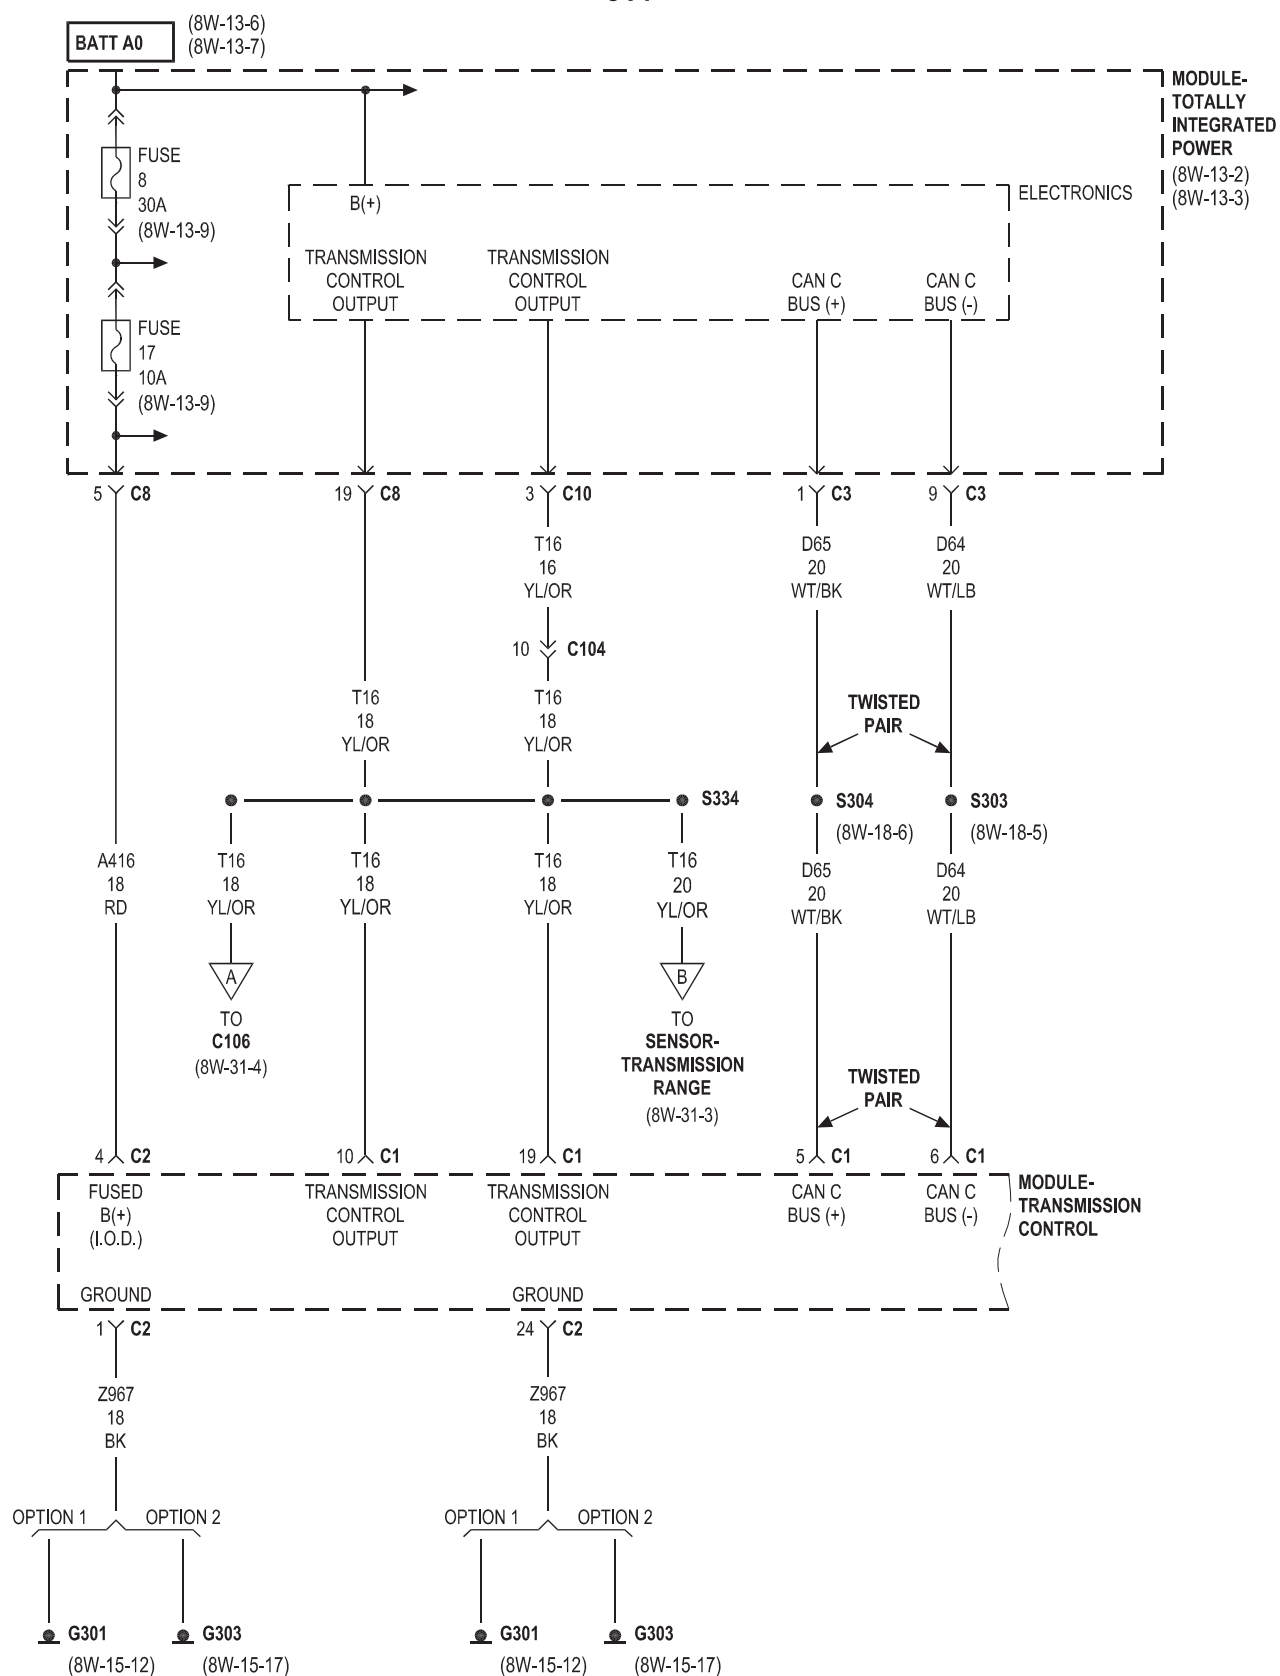 BATT A0
(8W-13-6)
(8W-13-7)
MODULE-
TOTALLY
INTEGRATED
POWER
(8W-13-2)
(8W-13-3)
FUSE
8
30A
(8W-13-9)
ELECTRONICS
B(+)
TRANSMISSION
CONTROL
OUTPUT
TRANSMISSION
CONTROL
OUTPUT
CAN C
BUS (+)
CAN C
BUS (-)
FUSE
17
10A
(8W-13-9)
5 C8
19 C8
3 C10
1 C3
9 C3
T16
16
YL/OR
D65
20
WT/BK
D64
20
WT/LB
10 C104
T16
18
YL/OR
T16
18
YL/OR
TWISTED
PAIR
S334
S304
(8W-18-6)
S303
(8W-18-5)
A416
18
RD
T16
18
YL/OR
T16
18
YL/OR
T16
18
YL/OR
T16
20
YL/OR
D65
20
WT/BK
D64
20
WT/LB
A
TO
C106
(8W-31-4)
B
TO
SENSOR-
TRANSMISSION
RANGE
(8W-31-3)
TWISTED
PAIR
4 C2
10 C1
19 C1
5 C1
6 C1
FUSED
B(+)
(I.O.D.)
TRANSMISSION
CONTROL
OUTPUT
TRANSMISSION
CONTROL
OUTPUT
CAN C
BUS (+)
CAN C
BUS (-)
MODULE-
TRANSMISSION
CONTROL
GROUND
GROUND
1 C2
24 C2
Z967
18
BK
Z967
18
BK
OPTION 1
OPTION 2
OPTION 1
OPTION 2
G301
(8W-15-12)
G303
(8W-15-17)
G301
(8W-15-12)
G303
(8W-15-17)